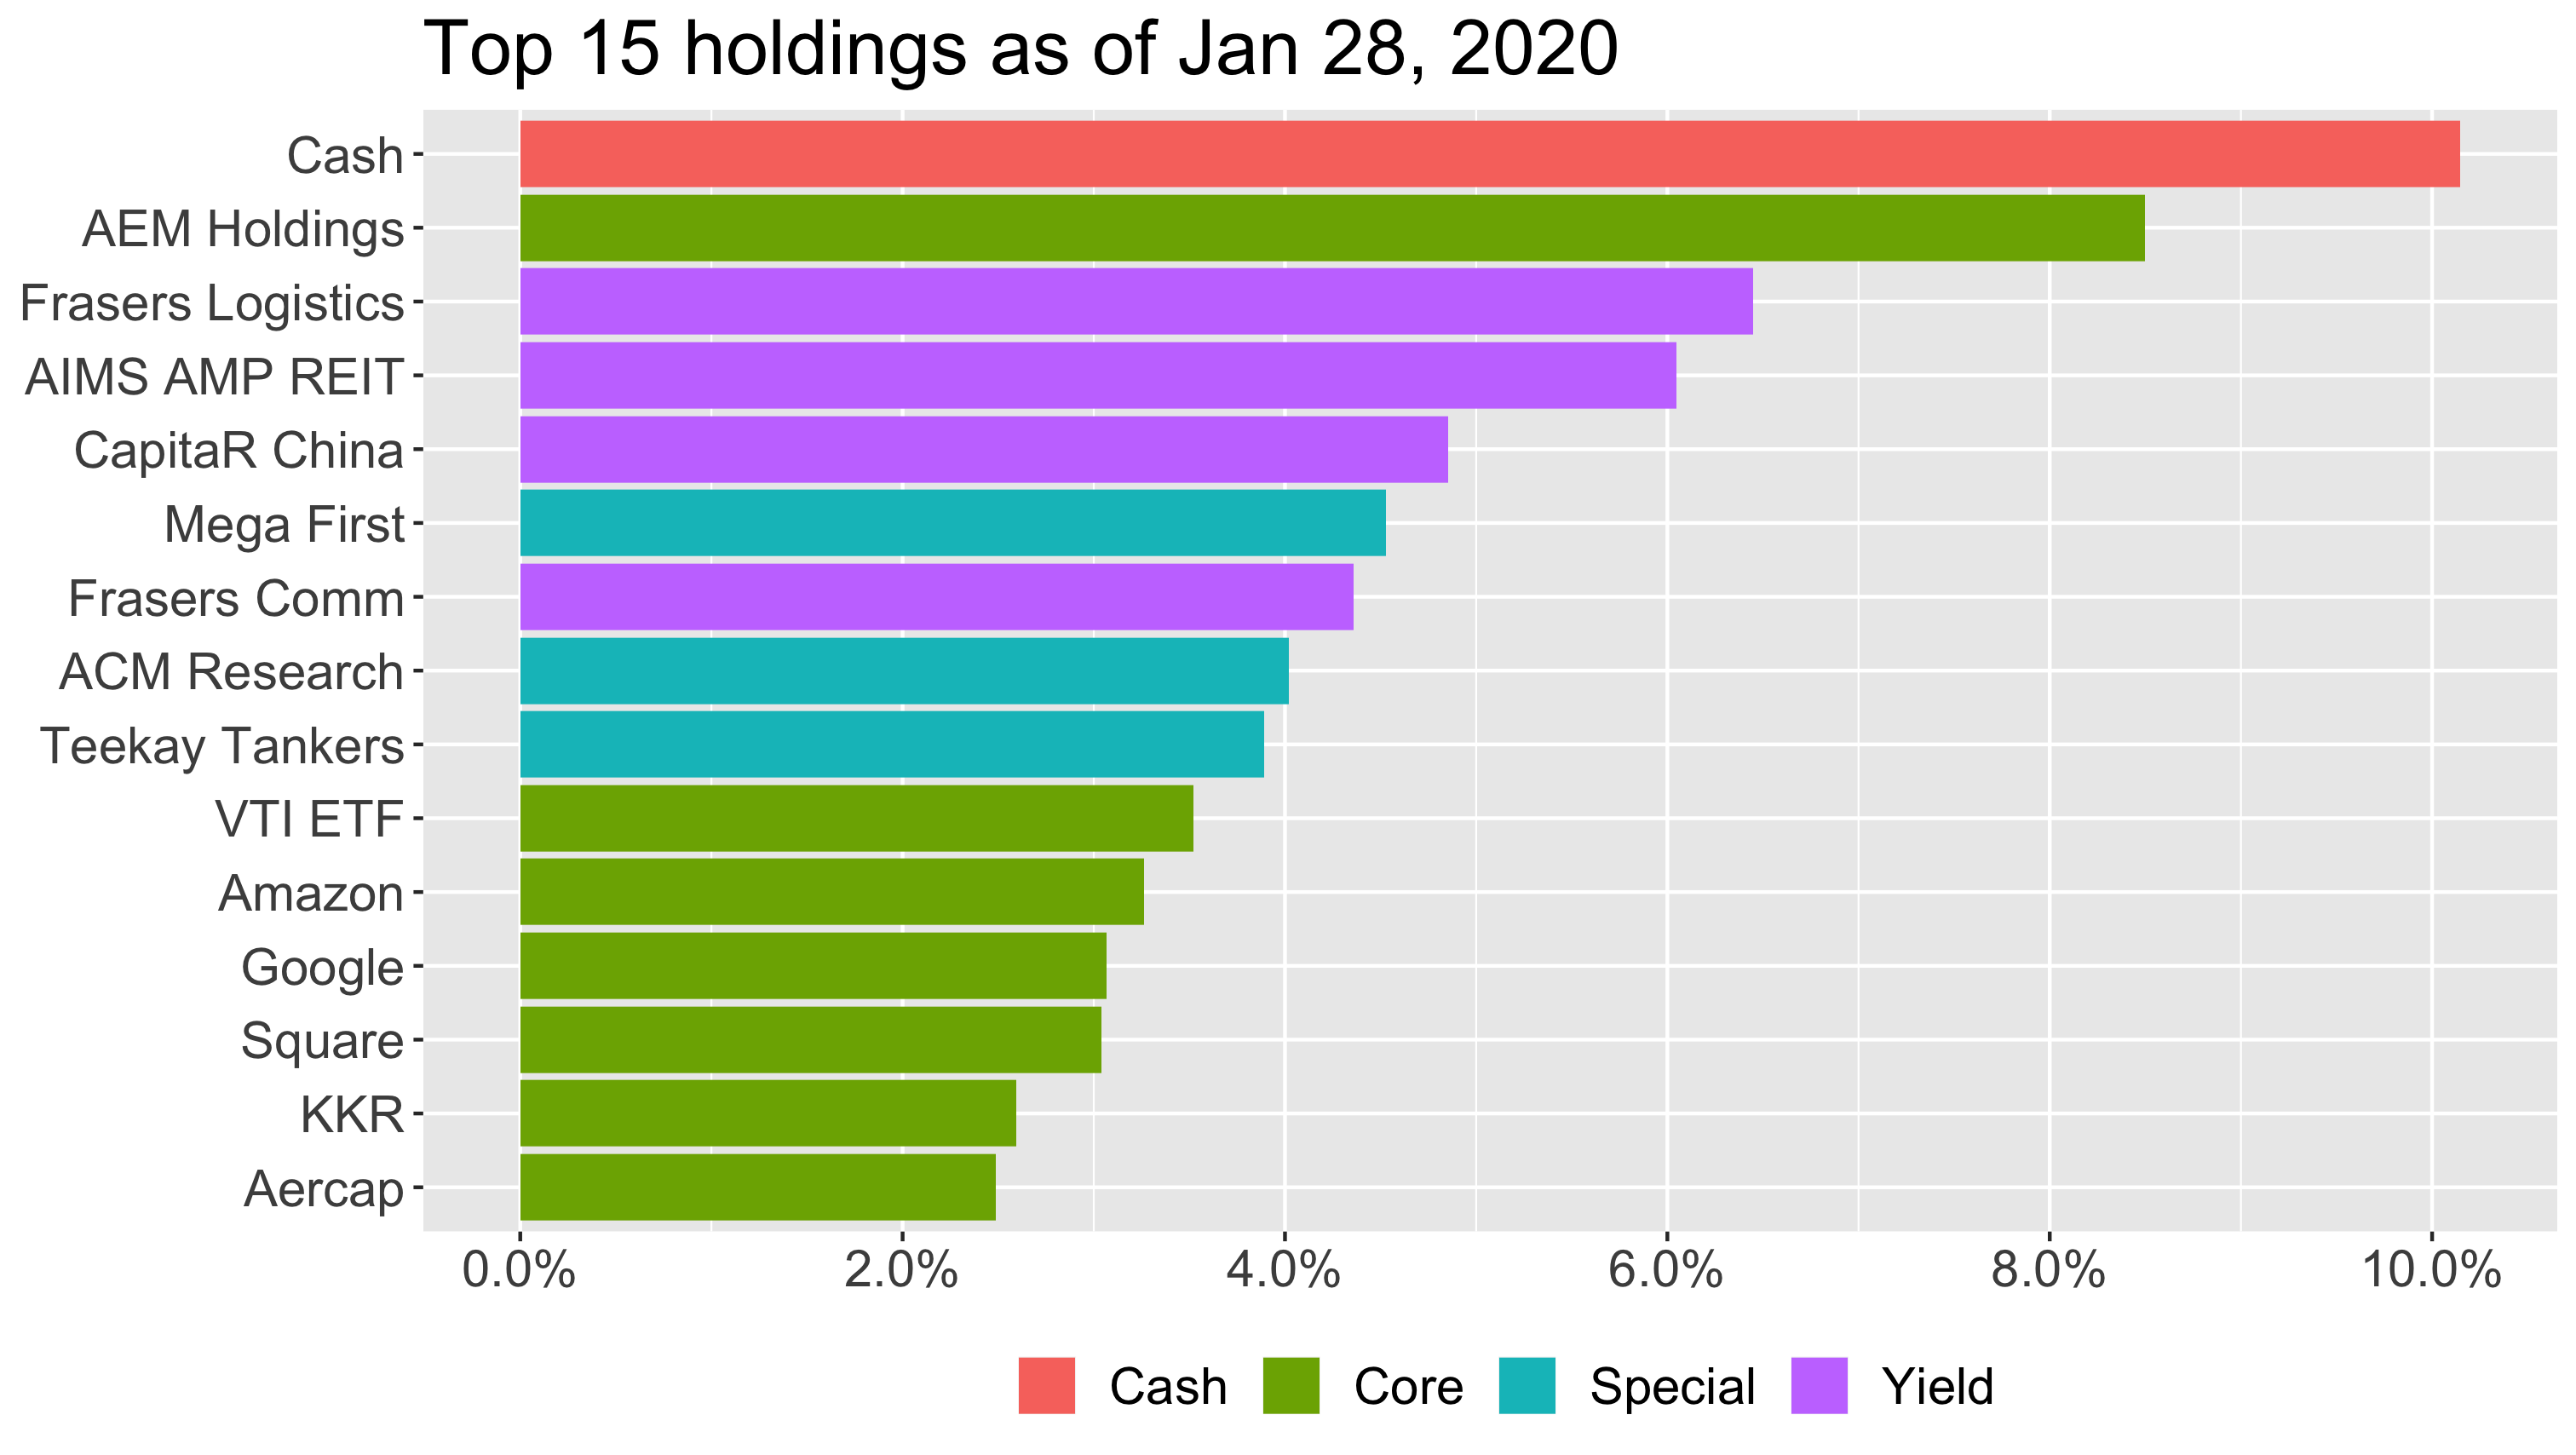 Top 15 holdings as of Jan 28, 2020
Cash
AEM Holdings
Frasers Logistics
AIMS AMP REIT
CapitaR China
Mega First
Frasers Comm
ACM Research
Teekay Tankers
VTI ETF
Amazon
Google
Square
KKR
Aercap
0.0% 2.0% 4.0% 6.0% 8.0% 10.0%
Cash Core Special Yield